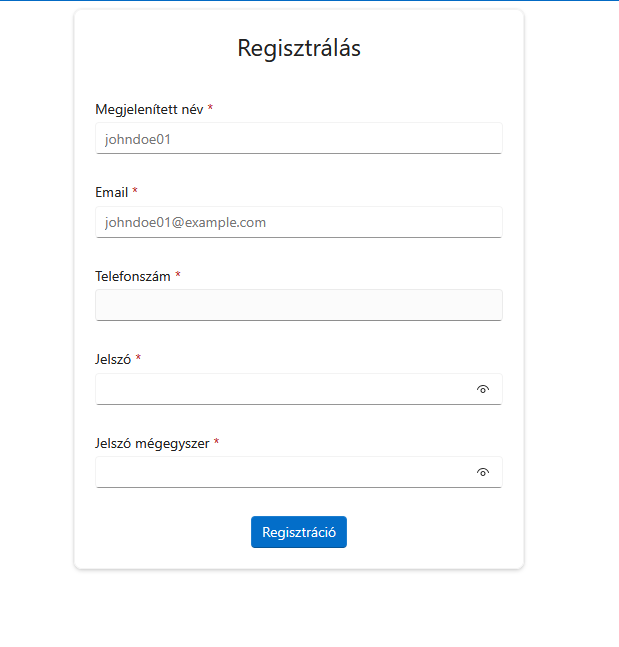 Regisztrálás
Megjelenített név *
johndoe01
Email *
johndoe01@example.com
Telefonszám *
Jelszó *
Jelszó mégegyszer *
Regisztráció